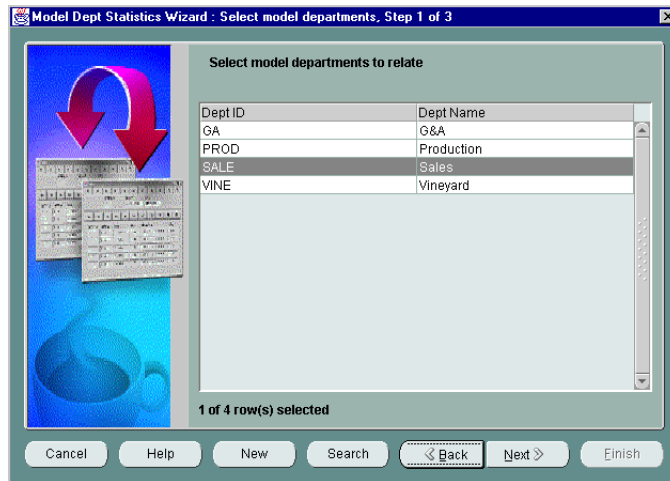 Model Dept Statistics Wizard : Select model departments, Step 1 of 3
Select model departments to relate
Dept ID Dept Name
GA G&A
PROD Production
SALE Sales
VINE Vineyard
1 of 4 row(s) selected
Cancel Help New Search Back Next Finish